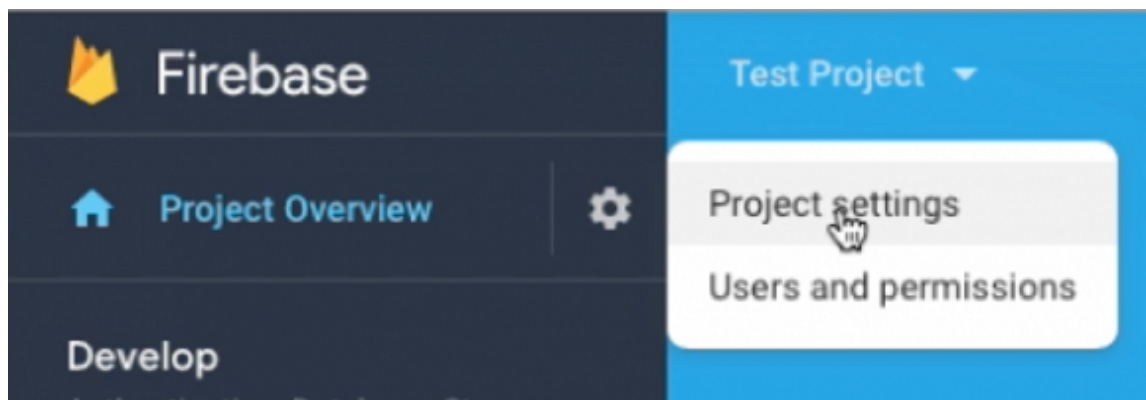 Firebase
Test Project
Project Overview
Project settings
Users and permissions
Develop